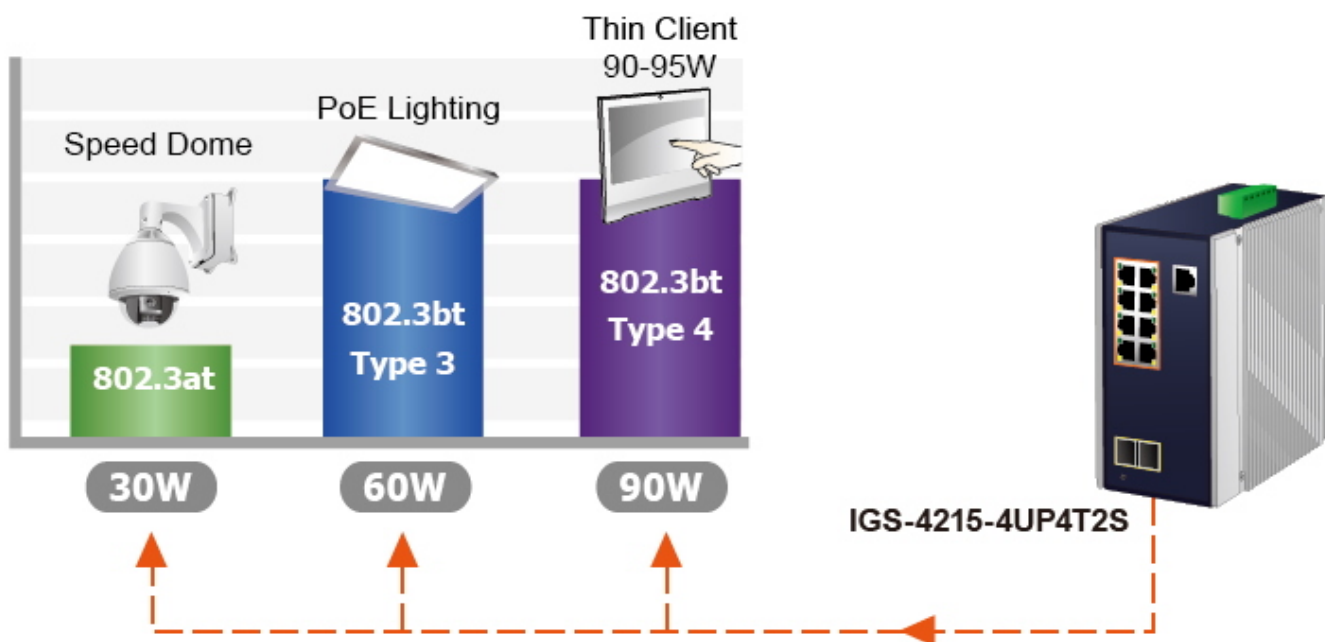 Thin Client
90-95W
PoE Lighting
Speed Dome
802.3at
802.3bt
Type 3
802.3bt
Type 4
30W
60W
90W
IGS-4215-4UP4T2S